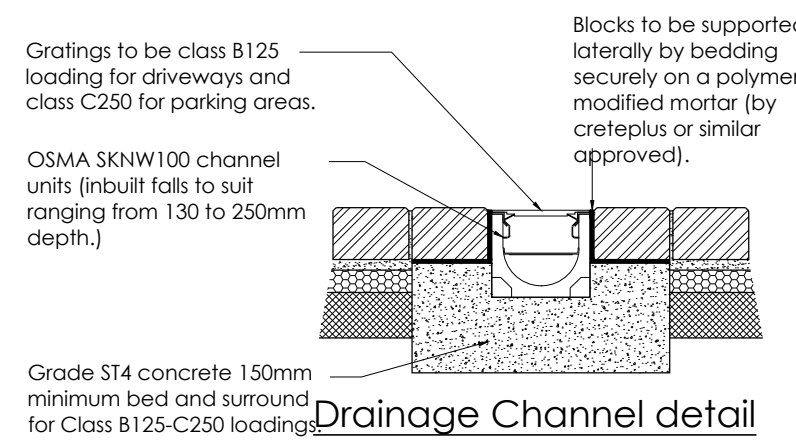 Gratings to be class B125
loading for driveways and
class C250 for parking areas.
OSMA SKNW100 channel
units (inbuilt falls to suit
ranging from 130 to 250mm
depth.)
Grade ST4 concrete 150mm
minimum bed and surround
for Class B125-C250 loadings.
Blocks to be supported
laterally by bedding
securely on a polymer
modified mortar (by
creteplus or similar
approved).
Drainage Channel detail